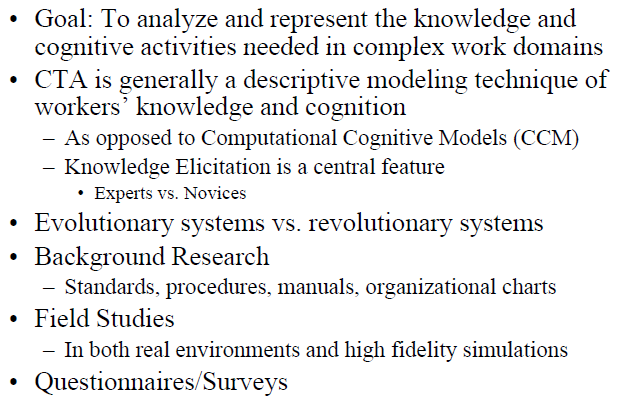 • Goal: To analyze and represent the knowledge and
cognitive activities needed in complex work domains
• CTA is generally a descriptive modeling technique of
workers’ knowledge and cognition
– As opposed to Computational Cognitive Models (CCM)
– Knowledge Elicitation is a central feature
• Experts vs. Novices
• Evolutionary systems vs. revolutionary systems
• Background Research
– Standards, procedures, manuals, organizational charts
• Field Studies
– In both real environments and high fidelity simulations
• Questionnaires/Surveys